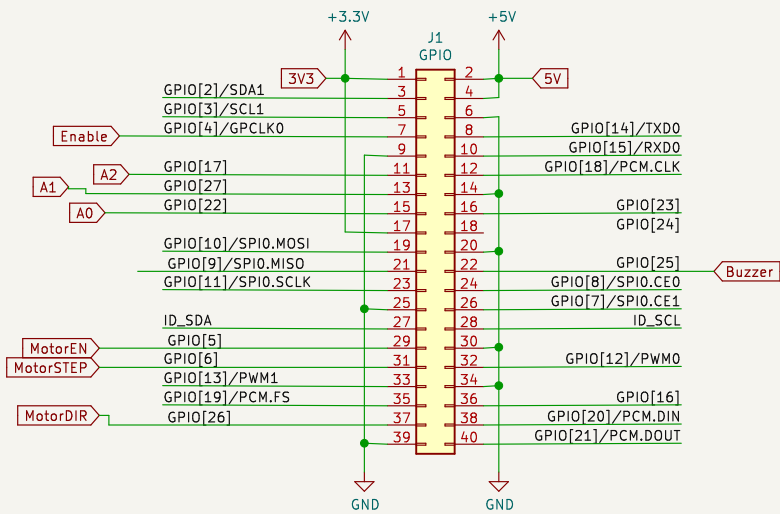 +3.3V +5V
J1
GPIO
3V3 1 2 5V
GPIO[2]/SDA1 3 4
GPIO[3]/SCL1 5 6
Enable GPIO[4]/GPCLK0 7 8 GPIO[14]/TXD0
9 10 GPIO[15]/RXD0
A2 GPIO[17] 11 12 GPIO[18]/PCM.CLK
A1 GPIO[27] 13 14
A0 GPIO[22] 15 16 GPIO[23]
17 18 GPIO[24]
GPIO[10]/SPI0.MOSI 19 20
GPIO[9]/SPI0.MISO 21 22 GPIO[25] Buzzer
GPIO[11]/SPI0.SCLK 23 24 GPIO[8]/SPI0.CE0
25 26 GPIO[7]/SPI0.CE1
ID_SDA 27 28 ID_SCL
MotorEN GPIO[5] 29 30
MotorSTEP GPIO[6] 31 32 GPIO[12]/PWM0
GPIO[13]/PWM1 33 34
GPIO[19]/PCM.FS 35 36 GPIO[16]
MotorDIR GPIO[26] 37 38 GPIO[20]/PCM.DIN
39 40 GPIO[21]/PCM.DOUT
GND GND